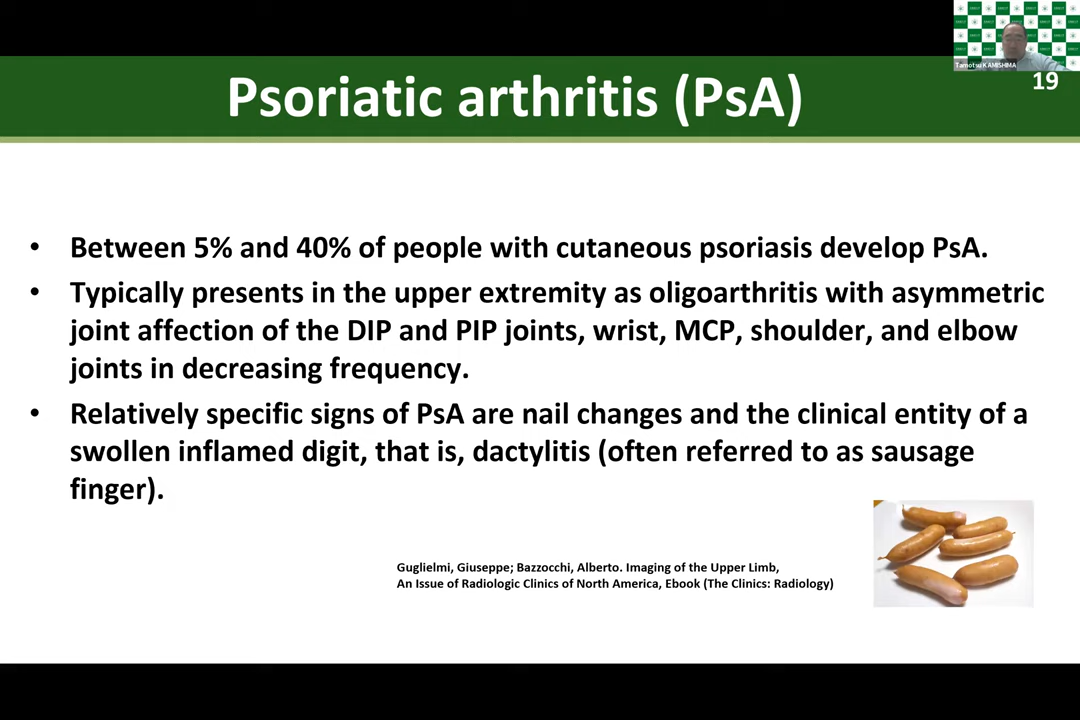 Tamotsu KAMISHIMA
19
Psoriatic arthritis (PsA)
• Between 5% and 40% of people with cutaneous psoriasis develop PsA.
• Typically presents in the upper extremity as oligoarthritis with asymmetric
joint affection of the DIP and PIP joints, wrist, MCP, shoulder, and elbow
joints in decreasing frequency.
• Relatively specific signs of PsA are nail changes and the clinical entity of a
swollen inflamed digit, that is, dactylitis (often referred to as sausage
finger).
Guglielmi, Giuseppe; Bazzocchi, Alberto. Imaging of the Upper Limb,
An Issue of Radiologic Clinics of North America, Ebook (The Clinics: Radiology)